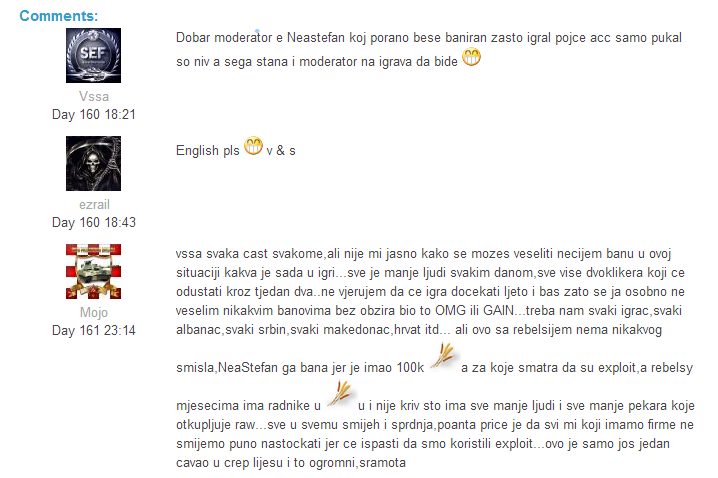 Comments:
SEF
Vssa
Day 160 18:21
Dobar moderator e Neastefan koj porano bese baniran zasto igral pojce acc samo pukal
so niv a sega stana i moderator na igrava da bide
ezrail
Day 160 18:43
English pls v & s
Mojo
Day 161 23:14
vssa svaka cast svakome,ali nije mi jasno kako se mozes veseliti necijem banu u ovoj
situaciji kakva je sada u igri...sve je manje ljudi svakim danom,sve vise dvoklikera koji ce
odustati kroz tjedan dva..ne vjerujem da ce igra docekati ljeto i bas zato se ja osobno ne
veselim nikakvim banovima bez obzira bio to OMG ili GAIN...treba nam svaki igrac,svaki
albanac,svaki srbin,svaki makedonac,hrvat itd... ali ovo sa rebelsijem nema nikakvog
smisla,NeaStefan ga bana jer je imao 100k a za koje smatra da su exploit,a rebelsy
mjesecima ima radnike u u i nije kriv sto ima sve manje ljudi i sve manje pekara koje
otkupljuje raw...sve u svemu smijeh i sprdnja,poanta price je da svi mi koji imamo firme ne
smijemo puno nastockati jer ce ispasti da smo koristili exploit...ovo je samo jos jedan
cavao u crep lijesu i to ogromni,sramota